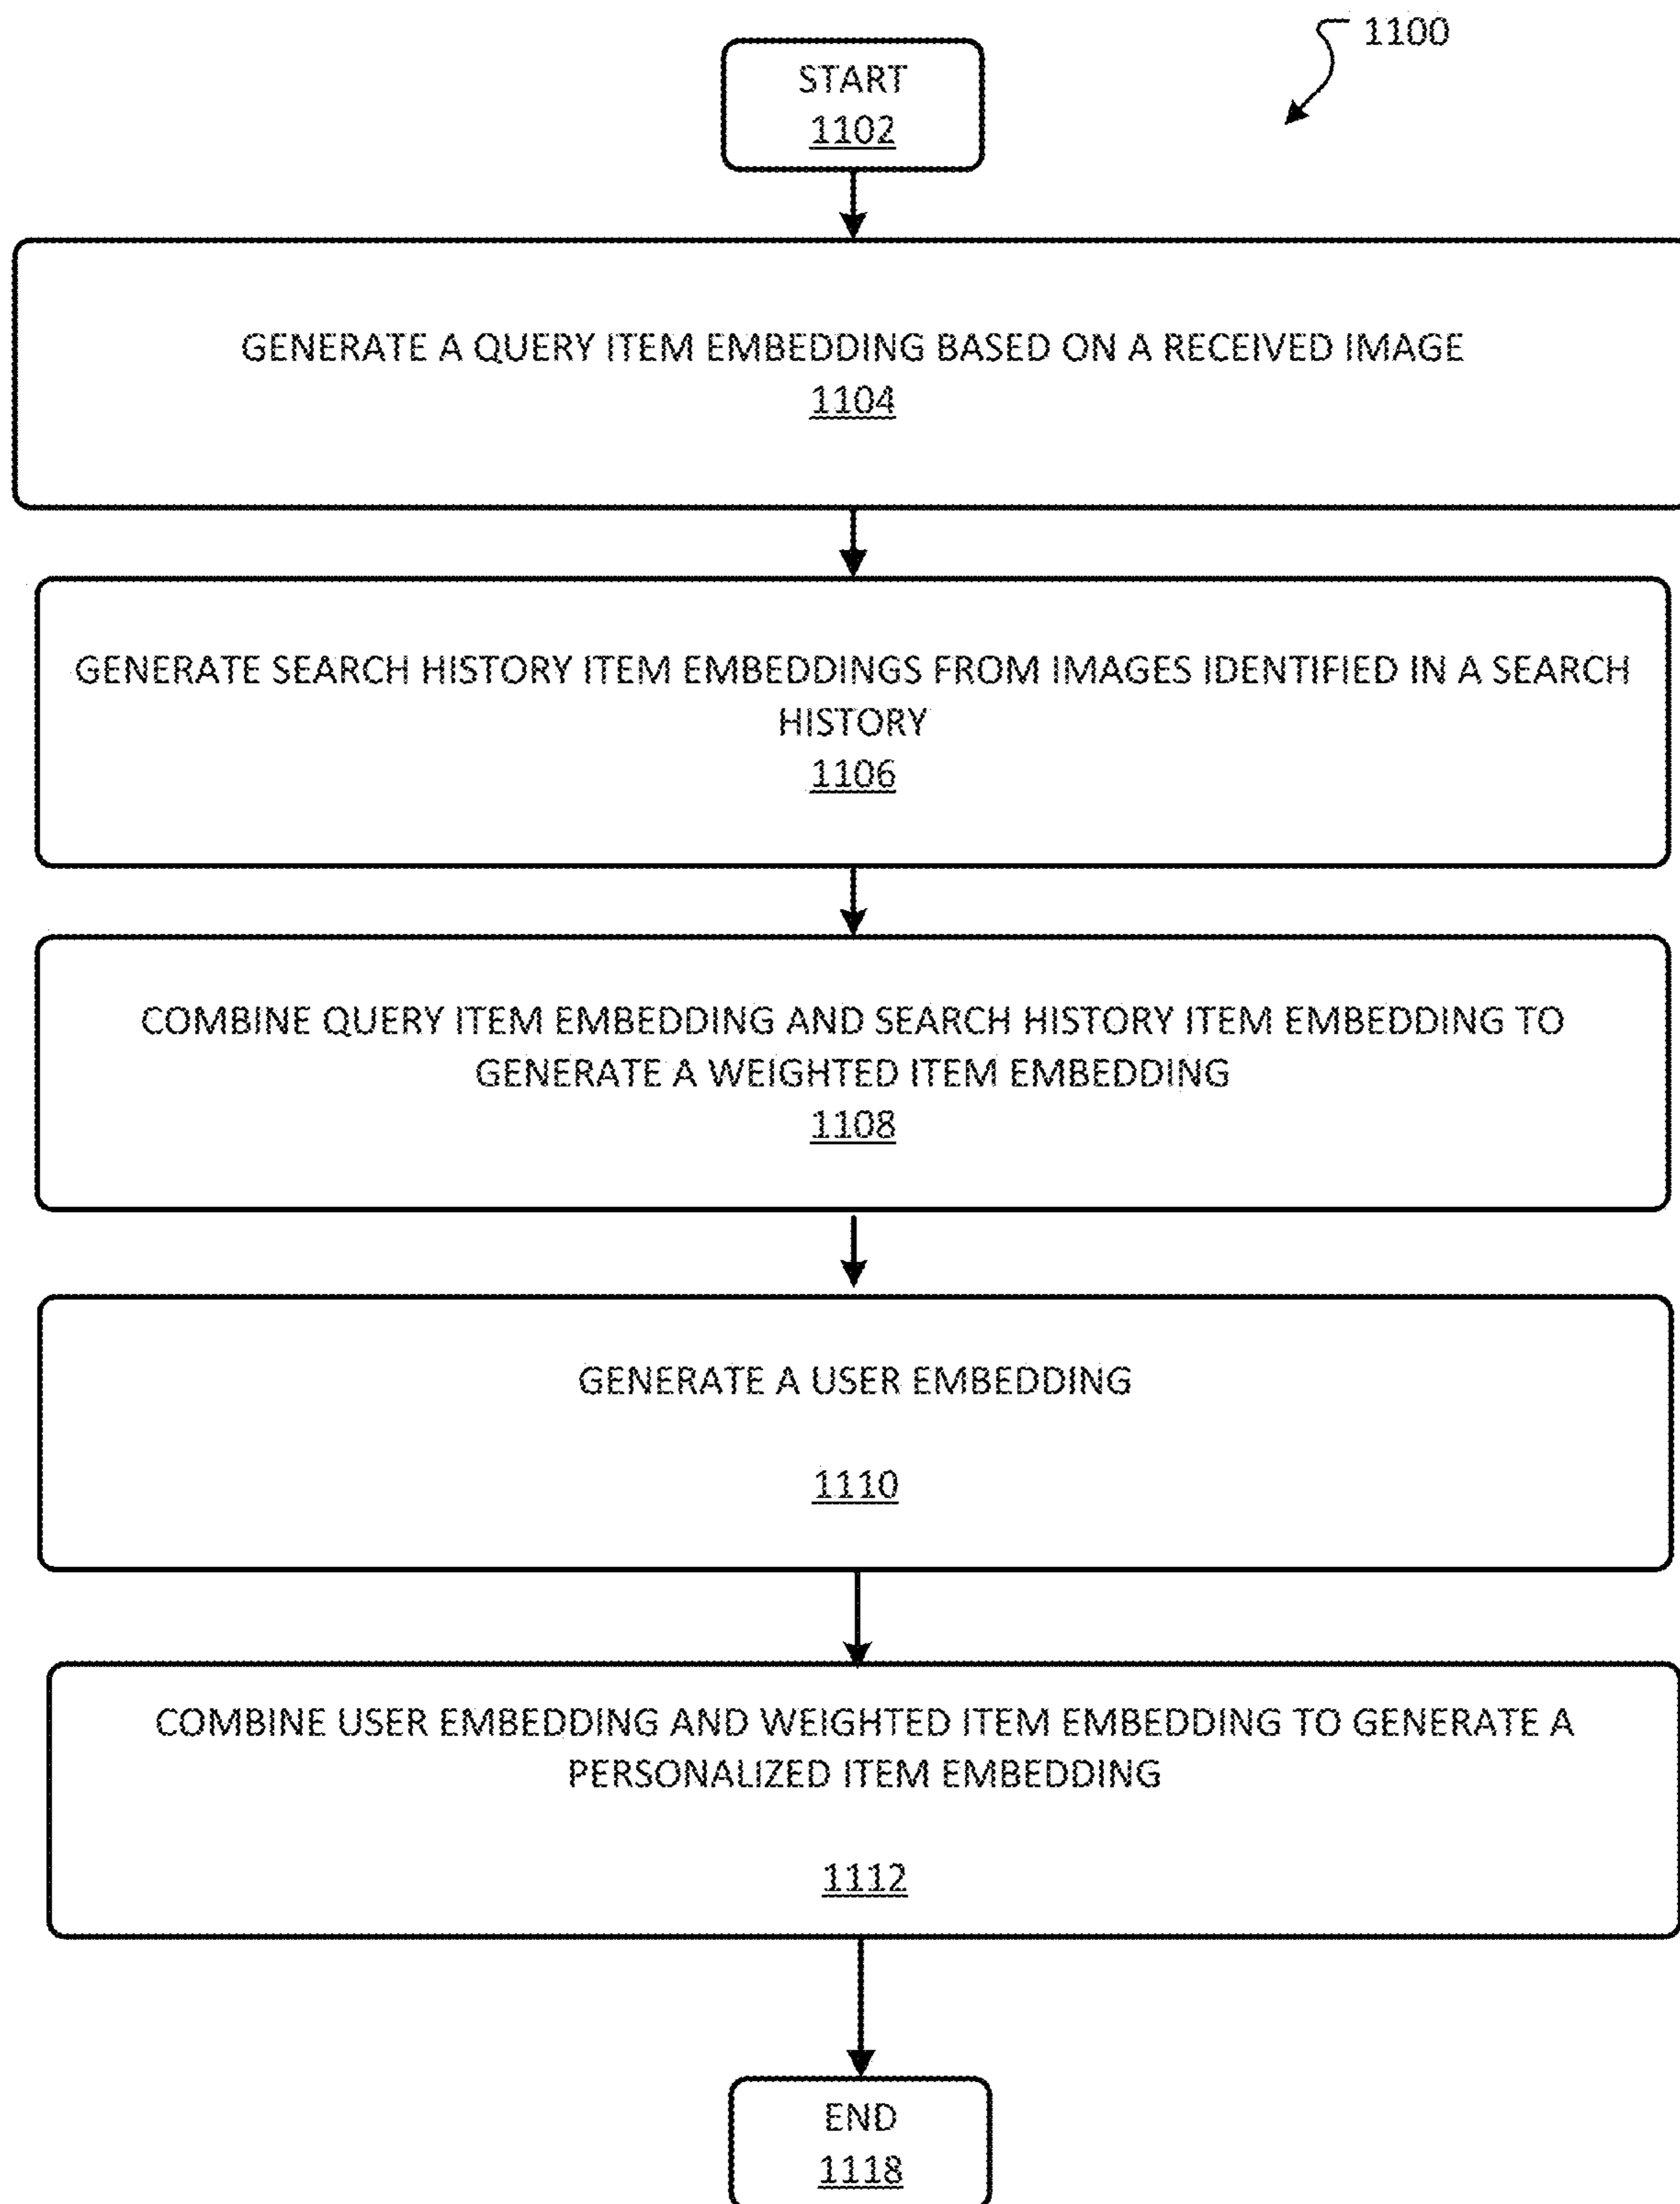 1100
START
1102
GENERATE A QUERY ITEM EMBEDDING BASED ON A RECEIVED IMAGE
1104
GENERATE SEARCH HISTORY ITEM EMBEDDINGS FROM IMAGES IDENTIFIED IN A SEARCH
HISTORY
1106
COMBINE QUERY ITEM EMBEDDING AND SEARCH HISTORY ITEM EMBEDDING TO
GENERATE A WEIGHTED ITEM EMBEDDING
1108
GENERATE A USER EMBEDDING
1110
COMBINE USER EMBEDDING AND WEIGHTED ITEM EMBEDDING TO GENERATE A
PERSONALIZED ITEM EMBEDDING
1112
END
1118